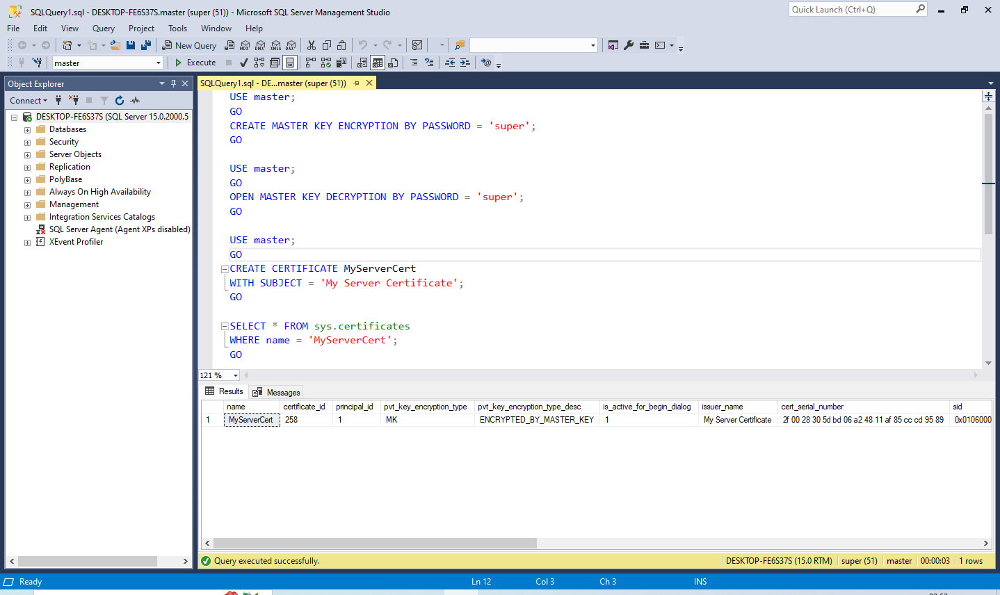 SQLQuery1.sql - DESKTOP-FE6S37S.master (super (51)) - Microsoft SQL Server Management Studio
Quick Launch (Ctrl+Q)
File Edit View Query Project Tools Window Help
New Query
MDX DMX XMLA DAX
master
Execute
Object Explorer
SQLQuery1.sql - DE...master (super (51))
Connect
DESKTOP-FE6S37S (SQL Server 15.0.2000.5
Databases
Security
Server Objects
Replication
PolyBase
Always On High Availability
Management
Integration Services Catalogs
SQL Server Agent (Agent XPs disabled)
XEvent Profiler
USE master;
GO
CREATE MASTER KEY ENCRYPTION BY PASSWORD = 'super';
GO
USE master;
GO
OPEN MASTER KEY DECRYPTION BY PASSWORD = 'super';
GO
USE master;
GO
CREATE CERTIFICATE MyServerCert
WITH SUBJECT = 'My Server Certificate';
GO
SELECT * FROM sys.certificates
WHERE name = 'MyServerCert';
GO
121 %
Results Messages
name certificate_id principal_id pvt_key_encryption_type pvt_key_encryption_type_desc is_active_for_begin_dialog issuer_name cert_serial_number sid
1 MyServerCert 258 1 MK ENCRYPTED_BY_MASTER_KEY 1 My Server Certificate 2f 00 28 30 5d bd 06 a2 48 11 af 85 cc cd 95 89 0x0106000
Query executed successfully.
DESKTOP-FE6S37S (15.0 RTM) super (51) master 00:00:03 1 rows
Ready
Ln 12 Col 3 Ch 3 INS